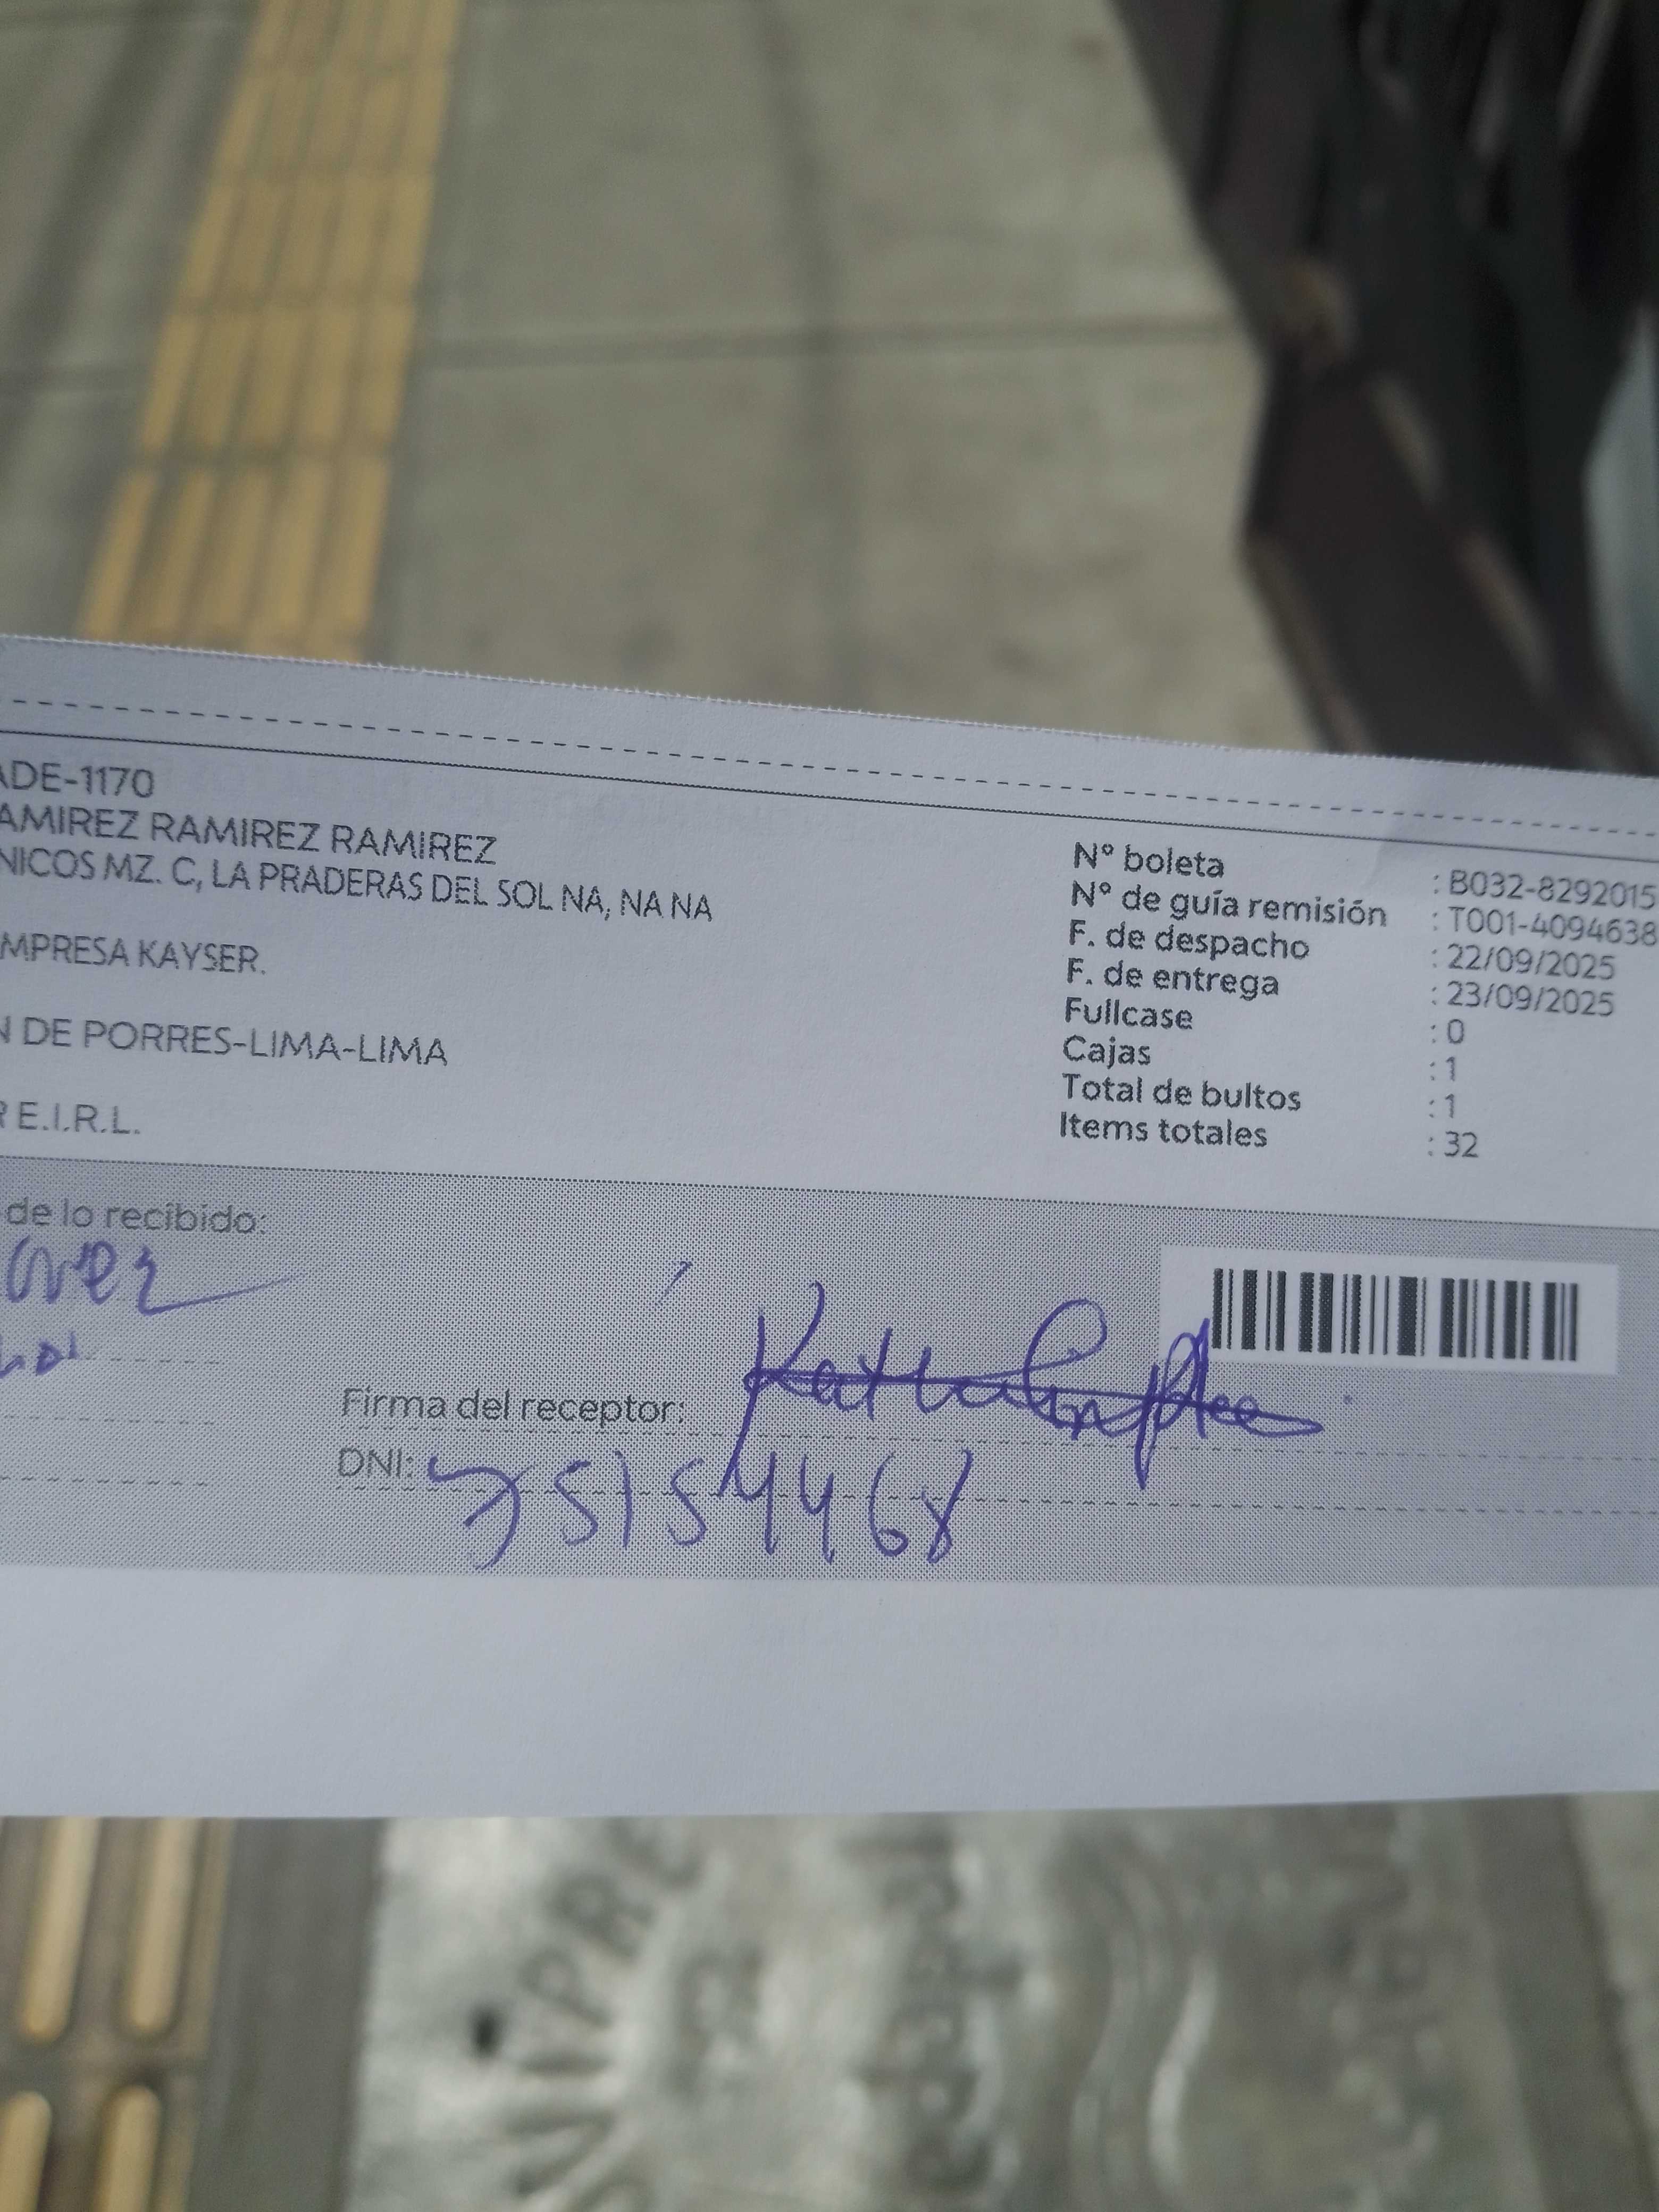 ADE-1170
AMIREZ RAMIREZ RAMIREZ
NICOS MZ. C, LA PRADERAS DEL SOL NA, NA NA
MPRESA KAYSER.
N DE PORRES-LIMA-LIMA
R E.I.R.L.
N° boleta : B032-8292015
N° de guía remisión : T001-4094638
F. de despacho : 22/09/2025
F. de entrega : 23/09/2025
Fullcase : 0
Cajas : 1
Total de bultos : 1
Items totales : 32
de lo recibido:
Firma del receptor:
DNI: 75154468